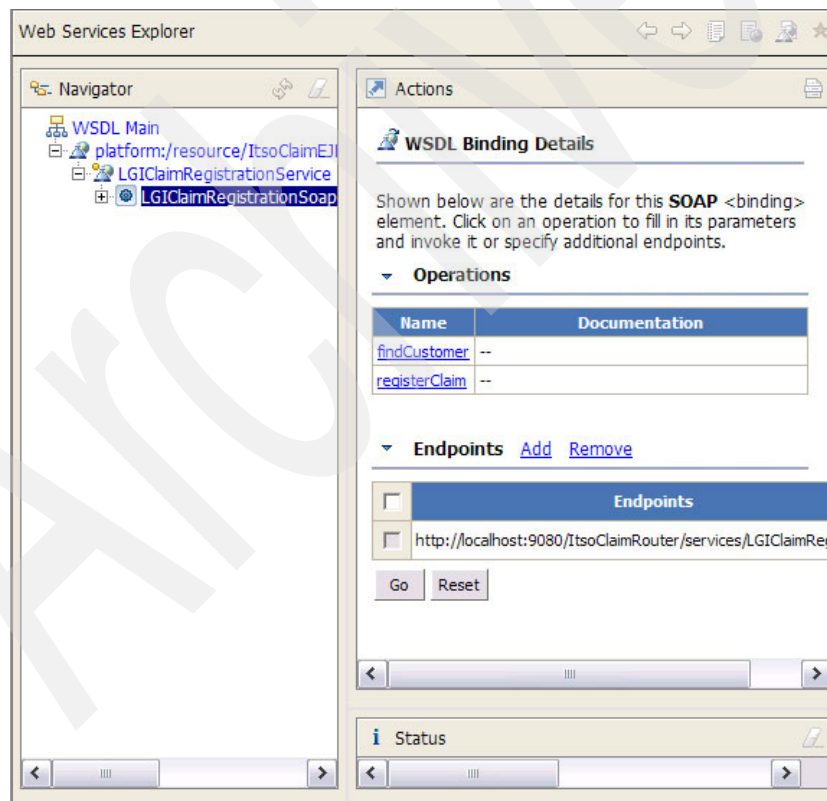 Web Services Explorer
Navigator
WSDL Main
platform:/resource/ItsoClaimEJ
LGIClaimRegistrationService
LGIClaimRegistrationSoap
Actions
WSDL Binding Details
Shown below are the details for this SOAP <binding>
element. Click on an operation to fill in its parameters
and invoke it or specify additional endpoints.
Operations
Name Documentation
findCustomer --
registerClaim --
Endpoints Add Remove
Endpoints
http://localhost:9080/ItsoClaimRouter/services/LGIClaimReg
Go Reset
i Status
Archive